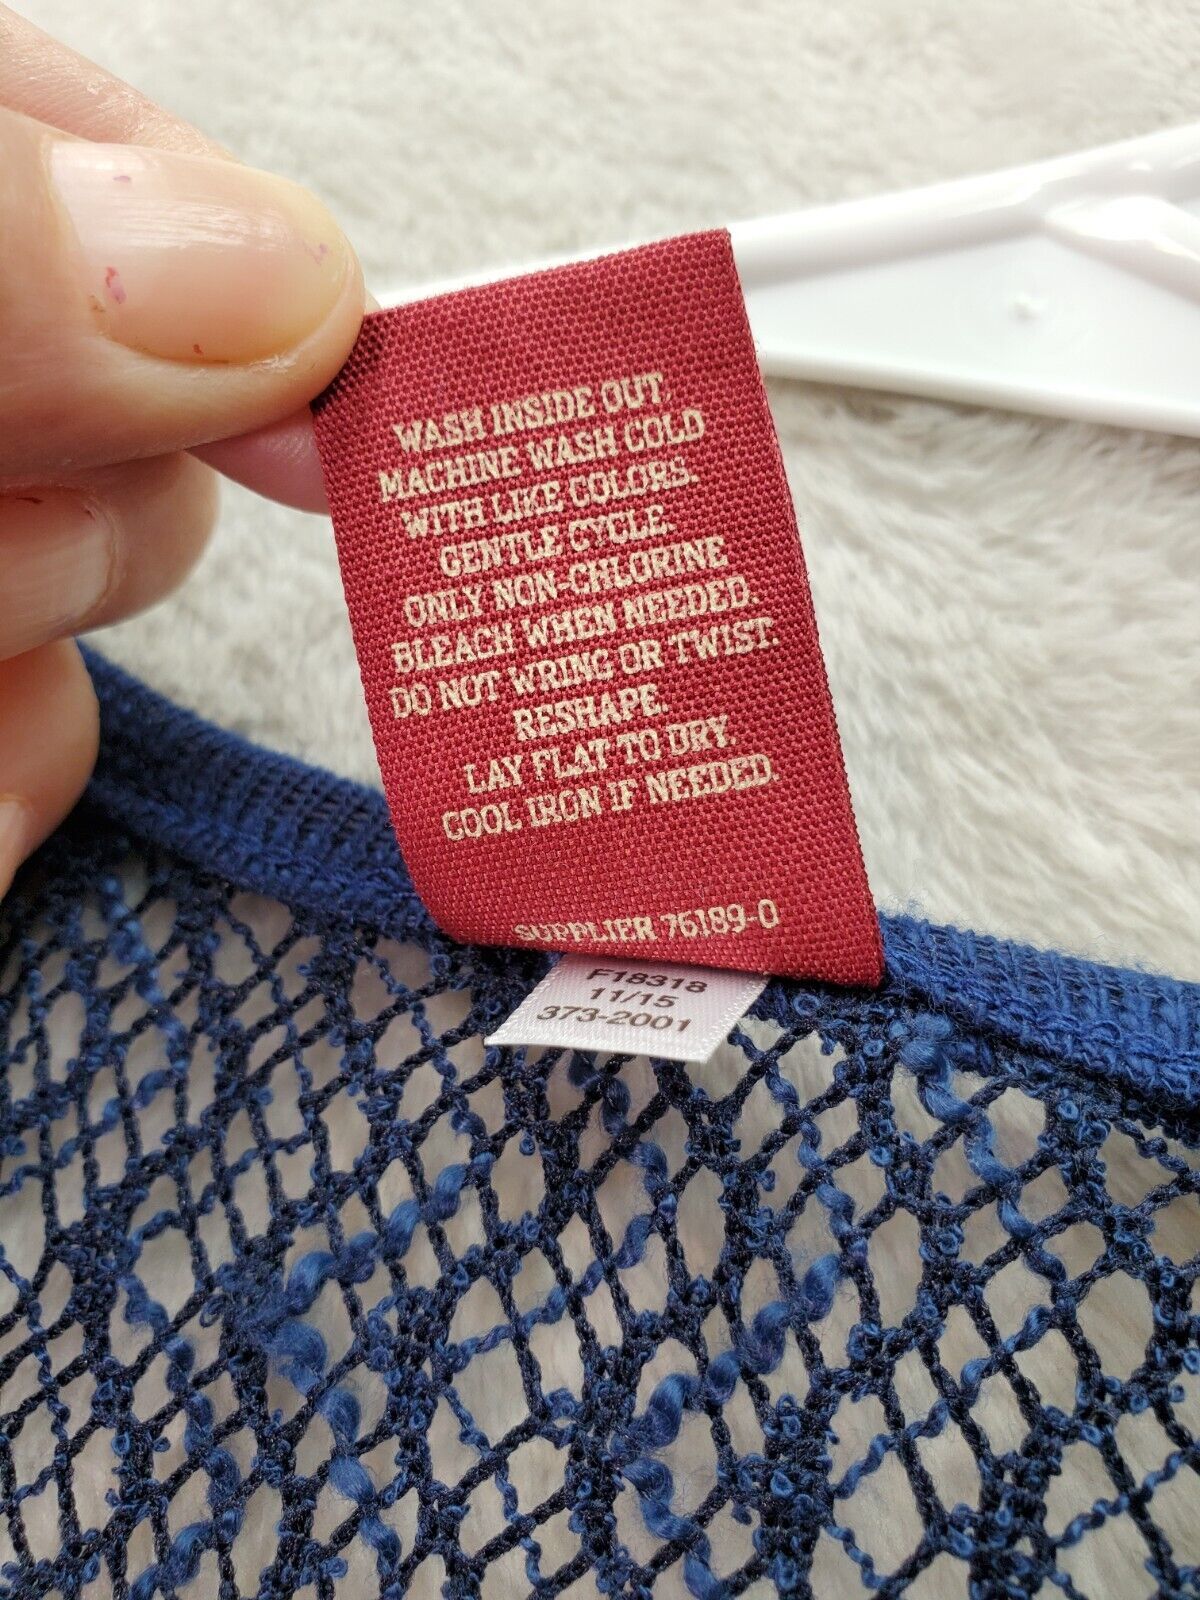 WASH INSIDE OUT.
MACHINE WASH COLD
WITH LIKE COLORS.
GENTLE CYCLE.
ONLY NON-CHLORINE
BLEACH WHEN NEEDED.
DO NOT WRING OR TWIST.
RESHAPE.
LAY FLAT TO DRY.
COOL IRON IF NEEDED.
SUPPLIER 76189-0
F18318
11/15
373-2001